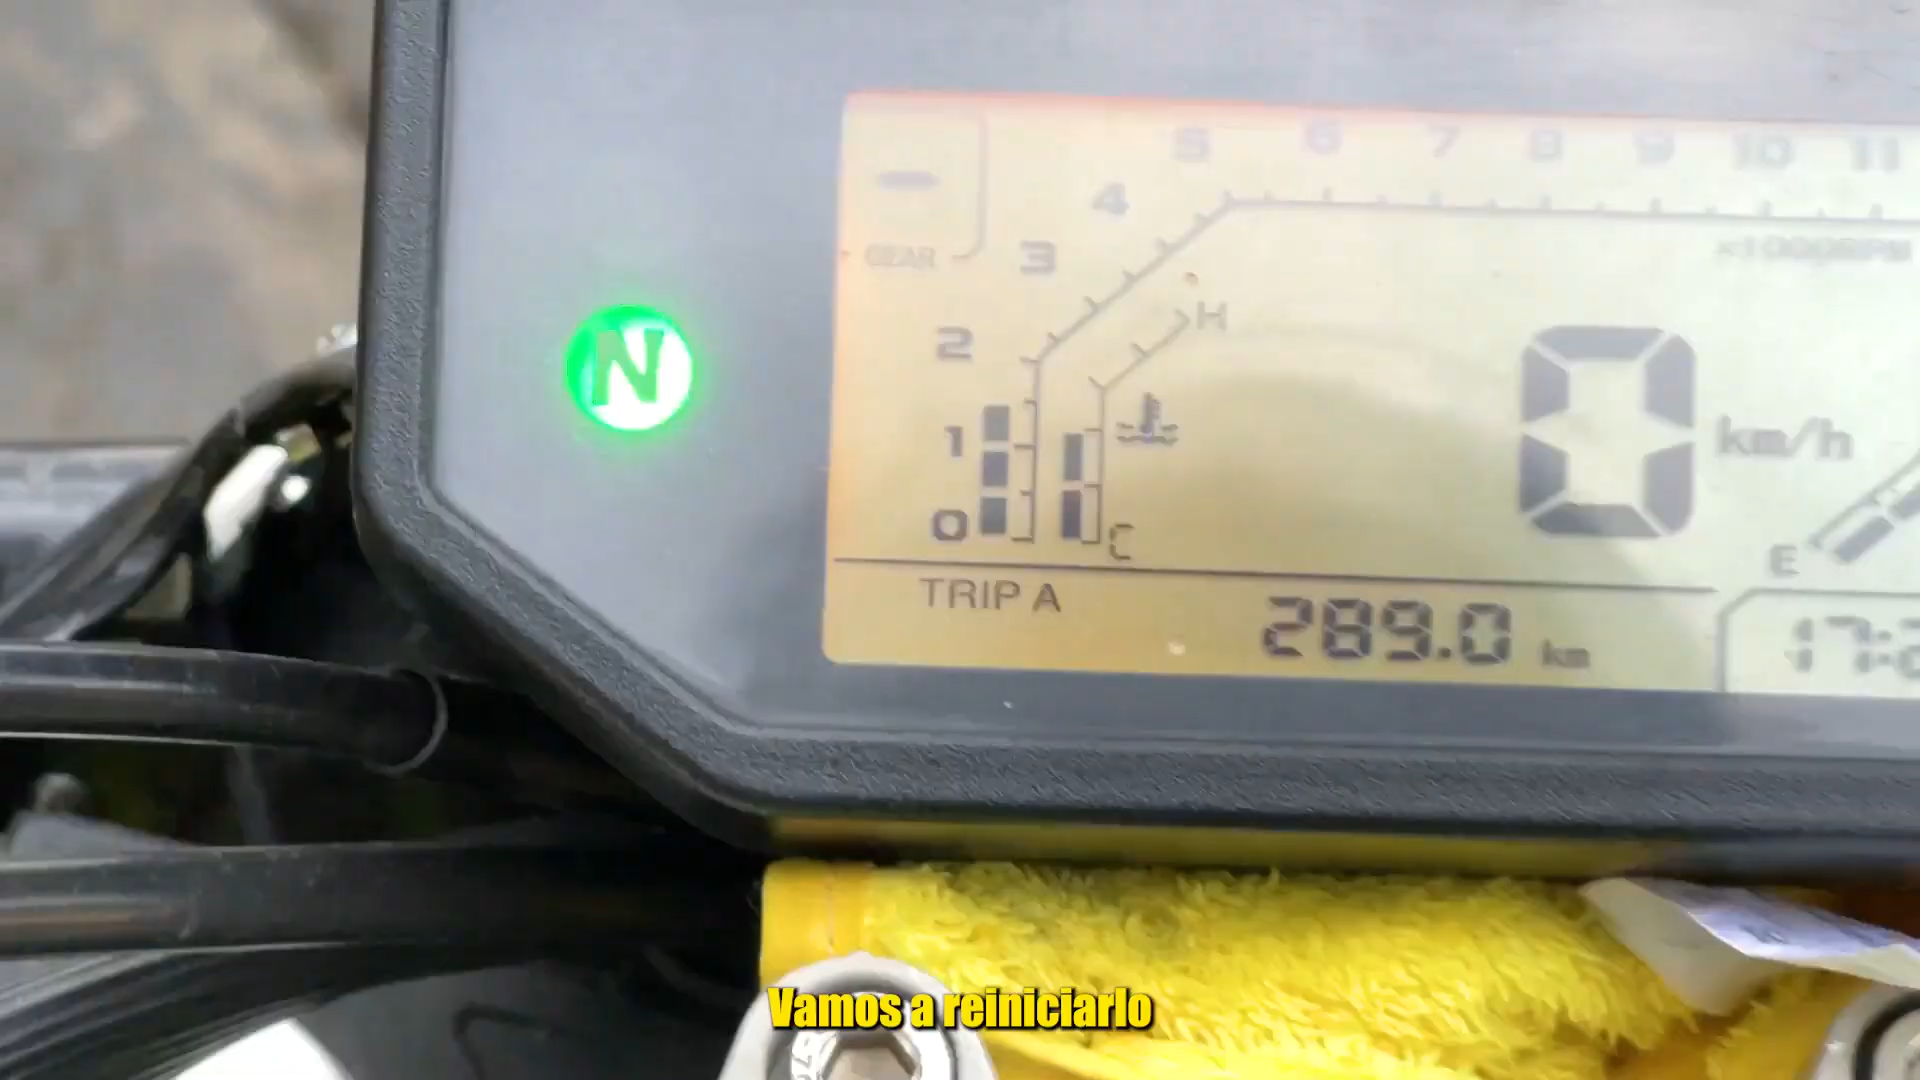 5 6 7 8 9 10 11
4
GEAR
×1000RPM
3
H
2
N
1
km/h
0
C
E
TRIP A
289.0 km
Vamos a reiniciarlo